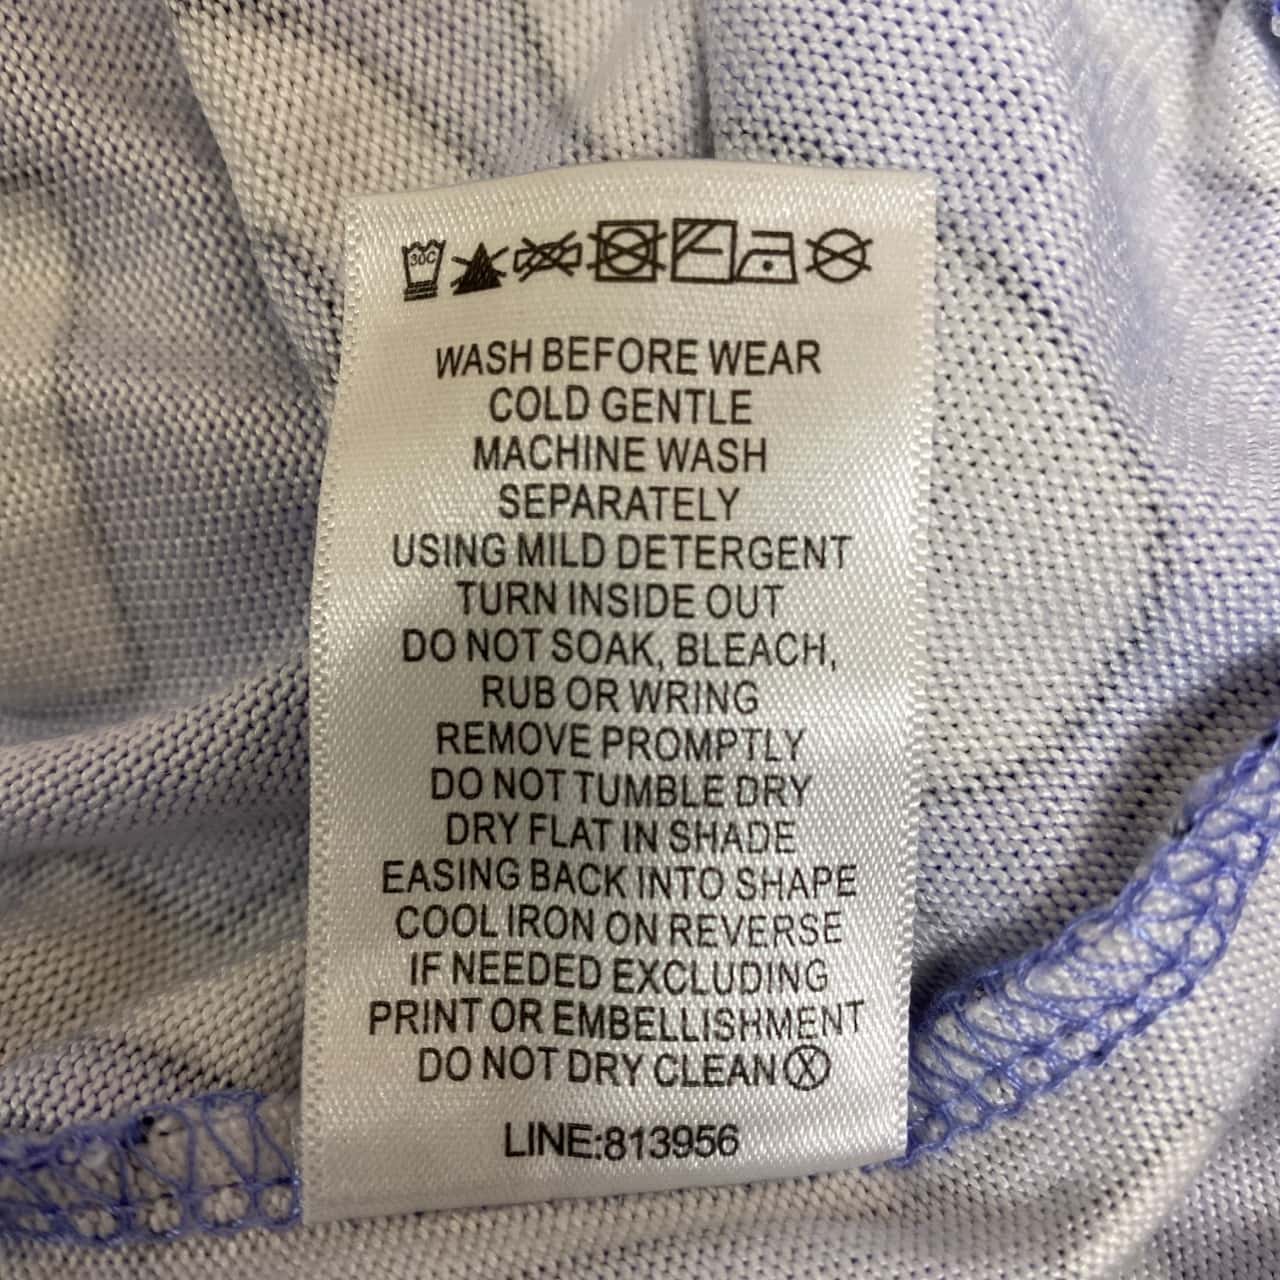 30C
WASH BEFORE WEAR
COLD GENTLE
MACHINE WASH
SEPARATELY
USING MILD DETERGENT
TURN INSIDE OUT
DO NOT SOAK, BLEACH,
RUB OR WRING
REMOVE PROMPTLY
DO NOT TUMBLE DRY
DRY FLAT IN SHADE
EASING BACK INTO SHAPE
COOL IRON ON REVERSE
IF NEEDED EXCLUDING
PRINT OR EMBELLISHMENT
DO NOT DRY CLEAN Ⓧ
LINE:813956